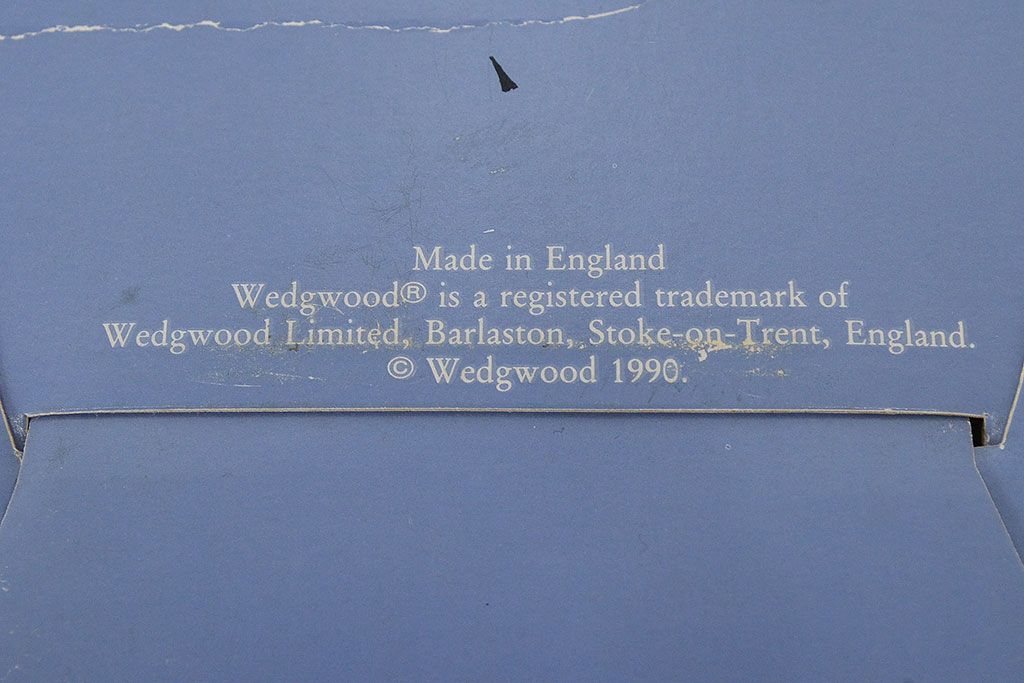 Made in England
Wedgwood® is a registered trademark of
Wedgwood Limited, Barlaston, Stoke-on-Trent, England.
© Wedgwood 1990.